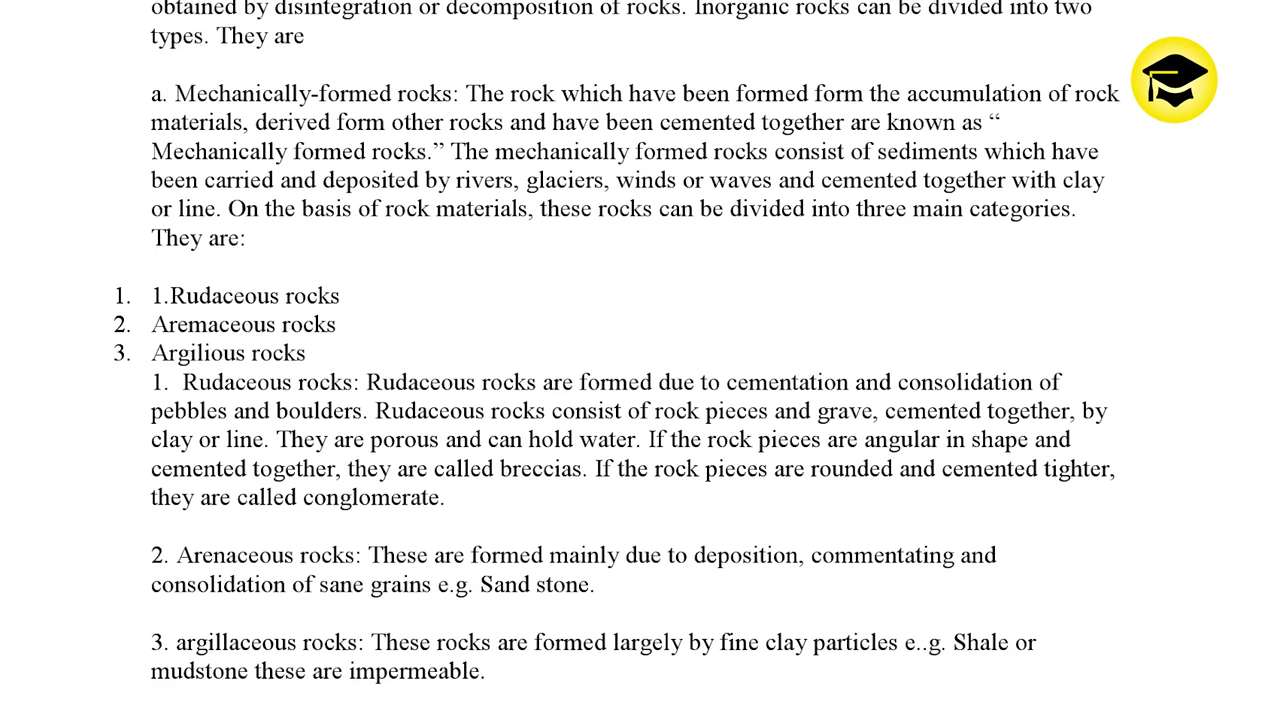 obtained by disintegration or decomposition of rocks. Inorganic rocks can be divided into two
types. They are
a. Mechanically-formed rocks: The rock which have been formed form the accumulation of rock
materials, derived form other rocks and have been cemented together are known as “
Mechanically formed rocks.” The mechanically formed rocks consist of sediments which have
been carried and deposited by rivers, glaciers, winds or waves and cemented together with clay
or line. On the basis of rock materials, these rocks can be divided into three main categories.
They are:
1. 1.Rudaceous rocks
2. Aremaceous rocks
3. Argilious rocks
1. Rudaceous rocks: Rudaceous rocks are formed due to cementation and consolidation of
pebbles and boulders. Rudaceous rocks consist of rock pieces and grave, cemented together, by
clay or line. They are porous and can hold water. If the rock pieces are angular in shape and
cemented together, they are called breccias. If the rock pieces are rounded and cemented tighter,
they are called conglomerate.
2. Arenaceous rocks: These are formed mainly due to deposition, commentating and
consolidation of sane grains e.g. Sand stone.
3. argillaceous rocks: These rocks are formed largely by fine clay particles e..g. Shale or
mudstone these are impermeable.